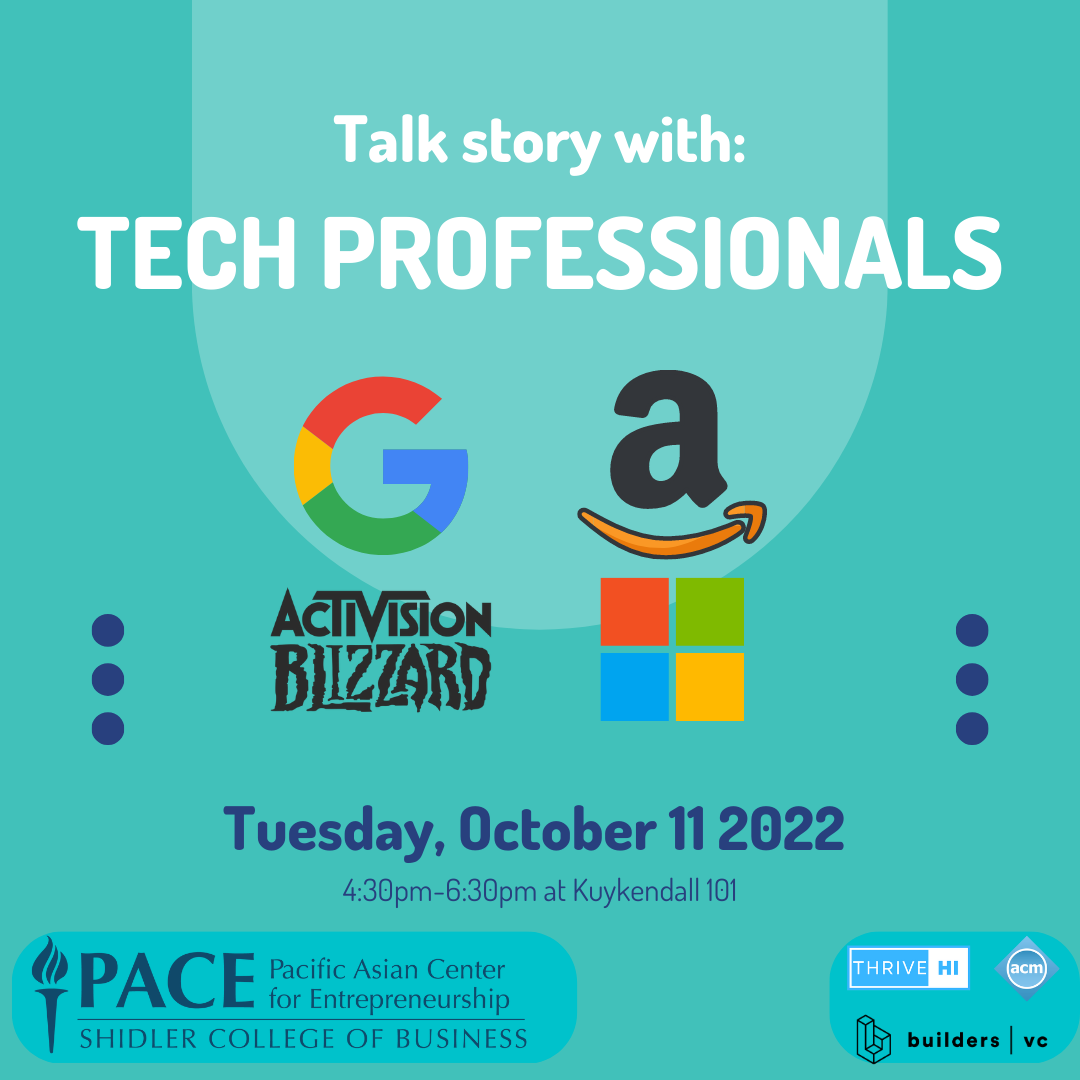 Talk story with:
TECH PROFESSIONALS
G
a
ACTIVISION
BLIZZARD
Tuesday, October 11 2022
4:30pm-6:30pm at Kuykendall 101
PACE
Pacific Asian Center
for Entrepreneurship
SHIDLER COLLEGE OF BUSINESS
THRIVE HI
acm
builders | vc